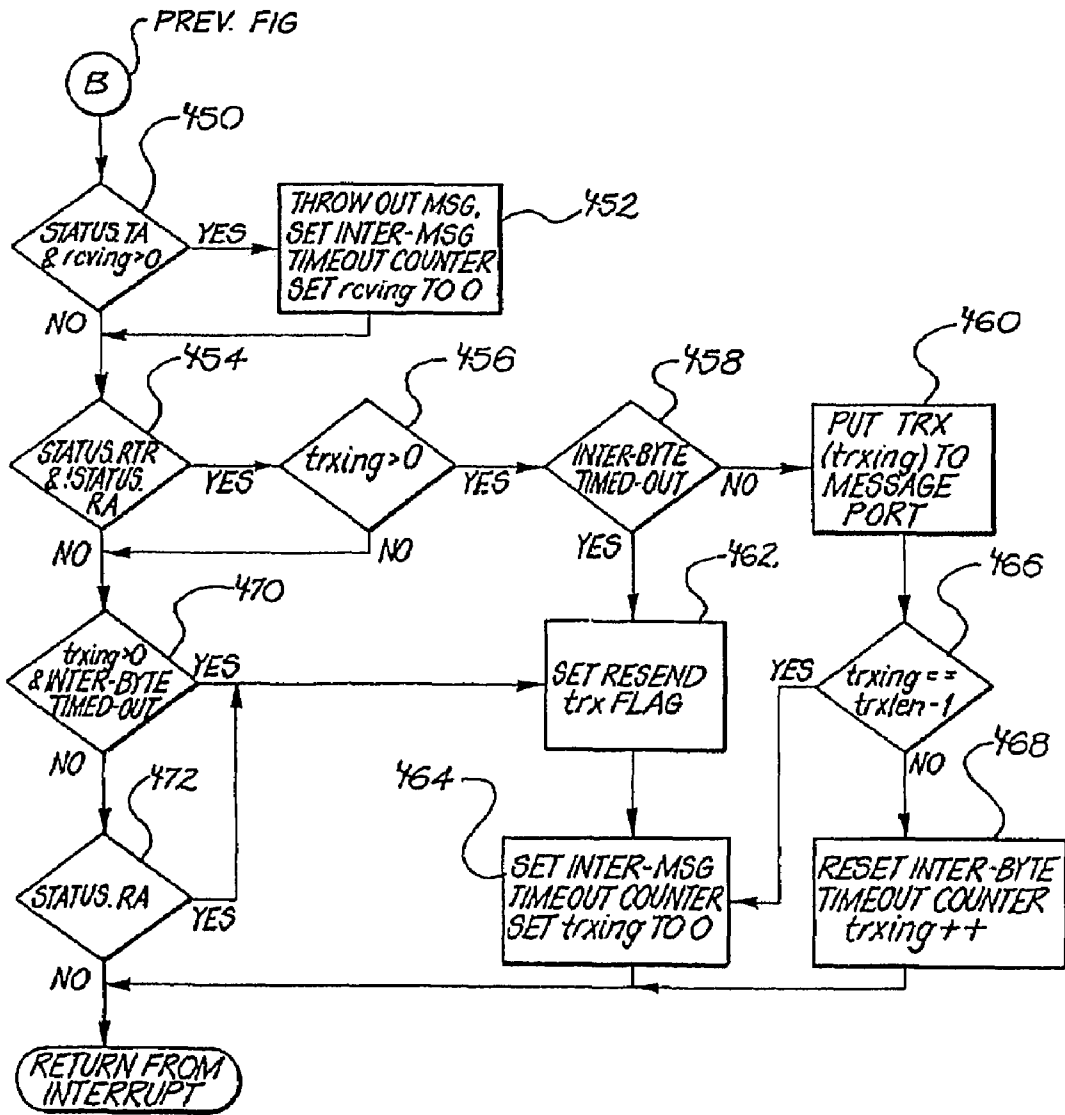 PREV. FIG
B
450
STATUS.TA
& rcving>0
YES
NO
THROW OUT MSG,
SET INTER-MSG
TIMEOUT COUNTER
SET rcving TO 0
452
454
STATUS.RTR
& !STATUS.
RA
YES
NO
456
trxing>0
YES
NO
458
INTER-BYTE
TIMED-OUT
NO
YES
460
PUT TRX
(trxing) TO
MESSAGE
PORT
470
trxing>0
& INTER-BYTE
TIMED-OUT
YES
NO
462
SET RESEND
trx FLAG
466
YES
trxing==
trxlen-1
NO
472
STATUS.RA
YES
NO
464
SET INTER-MSG
TIMEOUT COUNTER
SET trxing TO 0
468
RESET INTER-BYTE
TIMEOUT COUNTER
trxing++
RETURN FROM
INTERRUPT